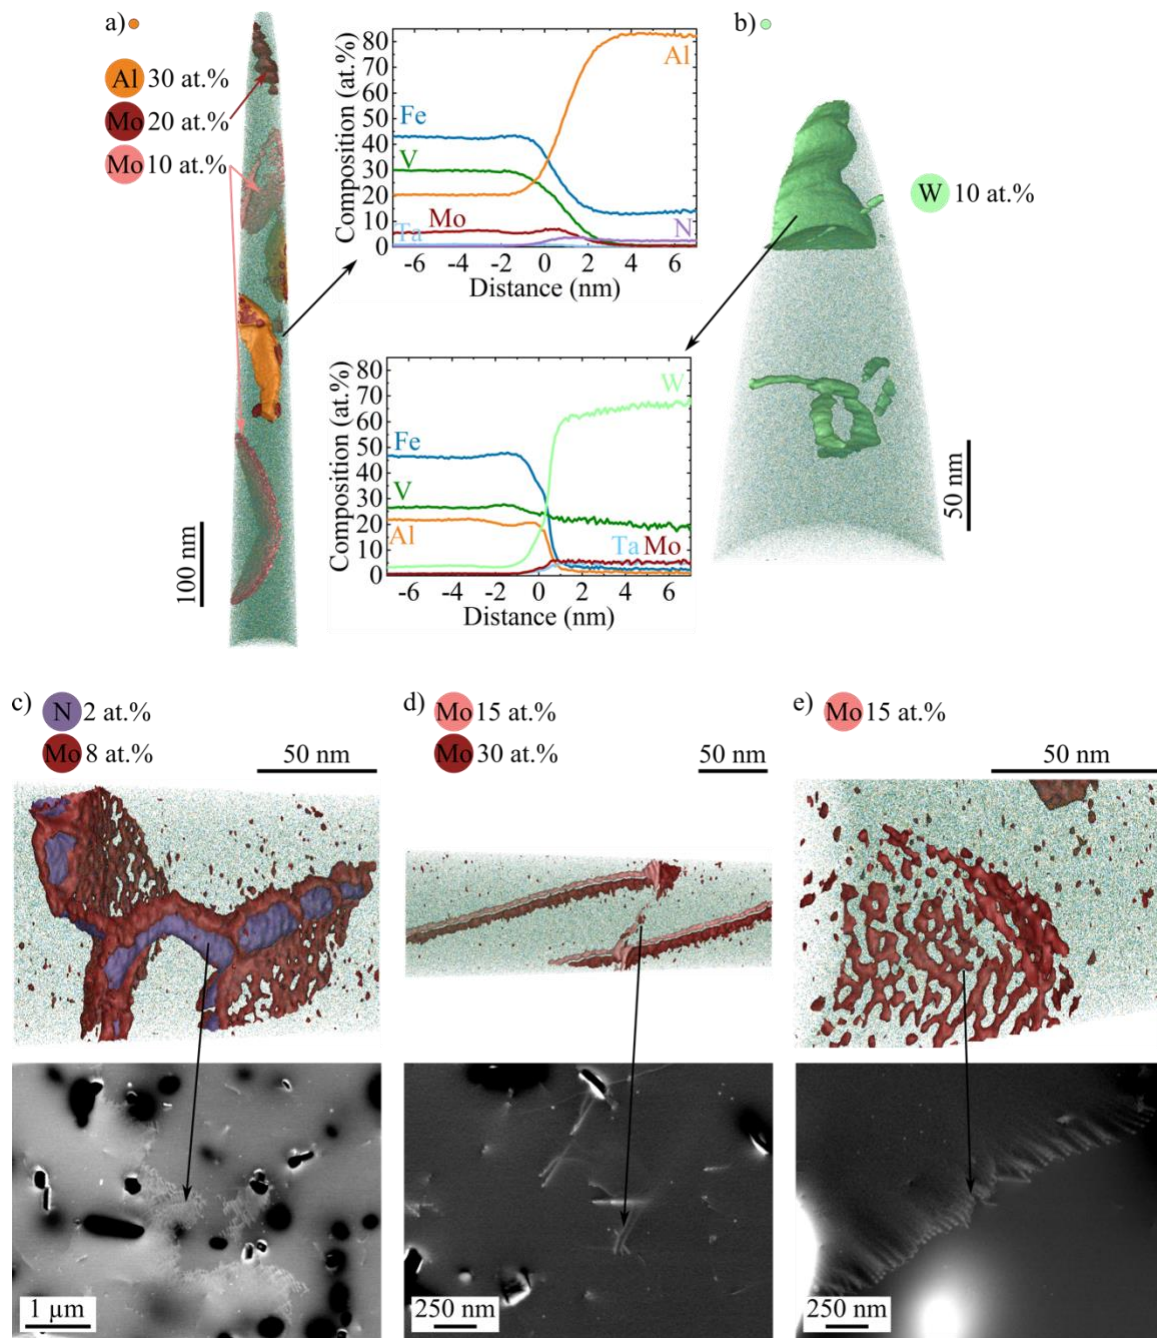 a)
Al 30 at.%
Mo 20 at.%
Mo 10 at.%
100 nm
Composition (at.%)
80
70
60
50
40
30
20
10
0
Al
Fe
V
Mo
Ta
N
-6 -4 -2 0 2 4 6
Distance (nm)
b)
W 10 at.%
50 nm
Composition (at.%)
80
70
60
50
40
30
20
10
0
W
Fe
V
Al
Ta Mo
-6 -4 -2 0 2 4 6
Distance (nm)
c)
N 2 at.%
Mo 8 at.%
50 nm
1 µm
d)
Mo 15 at.%
Mo 30 at.%
50 nm
250 nm
e)
Mo 15 at.%
50 nm
250 nm